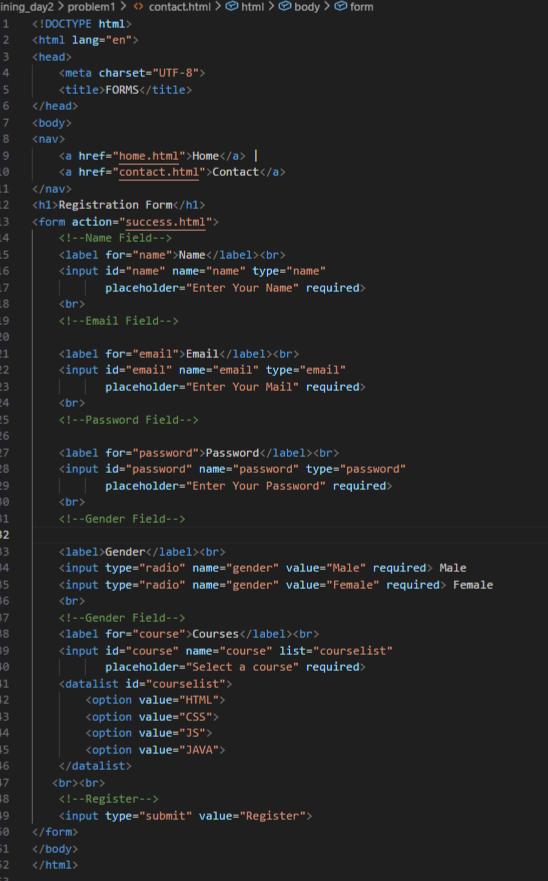 ining_day2 > problem1 > <> contact.html > html > body > form
1 <!DOCTYPE html>
2 <html lang="en">
3 <head>
4     <meta charset="UTF-8">
5     <title>FORMS</title>
6 </head>
7 <body>
8 <nav>
9     <a href="home.html">Home</a> |
10     <a href="contact.html">Contact</a>
11 </nav>
12 <h1>Registration Form</h1>
13 <form action="success.html">
14     <!--Name Field-->
15     <label for="name">Name</label><br>
16     <input id="name" name="name" type="name"
17            placeholder="Enter Your Name" required>
18     <br>
19     <!--Email Field-->
20
21     <label for="email">Email</label><br>
22     <input id="email" name="email" type="email"
23            placeholder="Enter Your Mail" required>
24     <br>
25     <!--Password Field-->
26
27     <label for="password">Password</label><br>
28     <input id="password" name="password" type="password"
29            placeholder="Enter Your Password" required>
30     <br>
31     <!--Gender Field-->
32
33     <label>Gender</label><br>
34     <input type="radio" name="gender" value="Male" required> Male
35     <input type="radio" name="gender" value="Female" required> Female
36     <br>
37     <!--Gender Field-->
38     <label for="course">Courses</label><br>
39     <input id="course" name="course" list="courselist"
40            placeholder="Select a course" required>
41     <datalist id="courselist">
42         <option value="HTML">
43         <option value="CSS">
44         <option value="JS">
45         <option value="JAVA">
46     </datalist>
47    <br><br>
48     <!--Register-->
49     <input type="submit" value="Register">
50 </form>
51 </body>
52 </html>